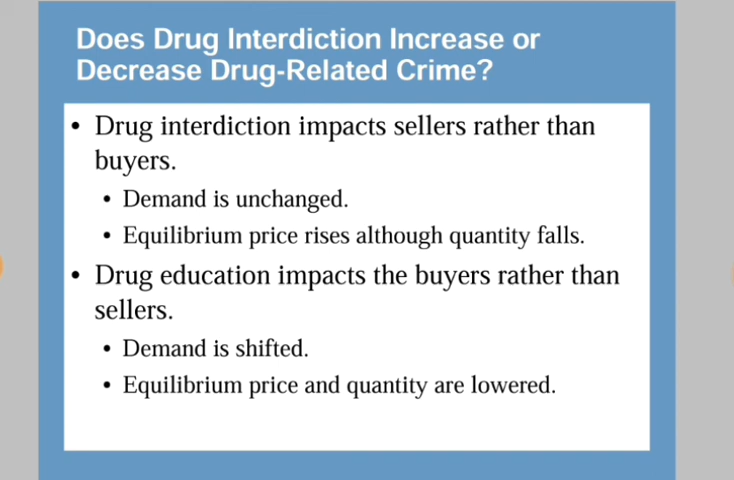 Does Drug Interdiction Increase or
Decrease Drug-Related Crime?
• Drug interdiction impacts sellers rather than
buyers.
• Demand is unchanged.
• Equilibrium price rises although quantity falls.
• Drug education impacts the buyers rather than
sellers.
• Demand is shifted.
• Equilibrium price and quantity are lowered.